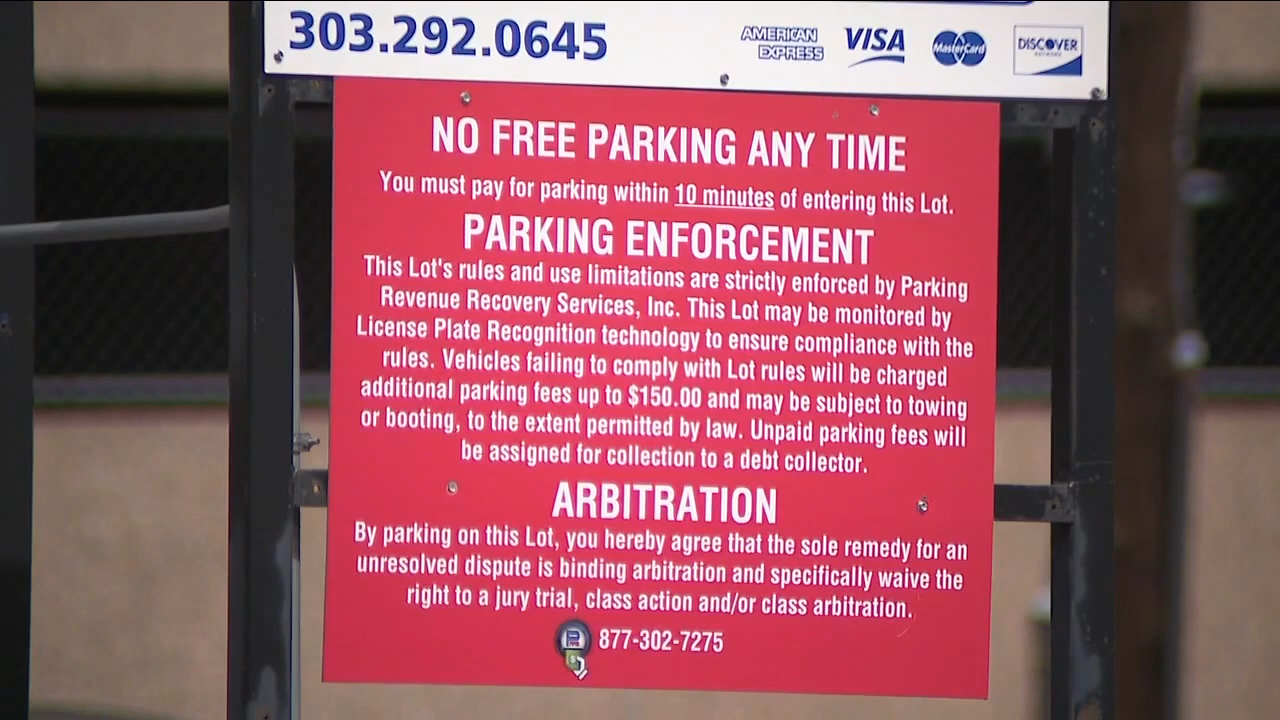 303.292.0645 AMERICAN EXPRESS VISA MasterCard DISCOVER NETWORK
NO FREE PARKING ANY TIME
You must pay for parking within 10 minutes of entering this Lot.
PARKING ENFORCEMENT
This Lot's rules and use limitations are strictly enforced by Parking
Revenue Recovery Services, Inc. This Lot may be monitored by
License Plate Recognition technology to ensure compliance with the
rules. Vehicles failing to comply with Lot rules will be charged
additional parking fees up to $150.00 and may be subject to towing
or booting, to the extent permitted by law. Unpaid parking fees will
be assigned for collection to a debt collector.
ARBITRATION
By parking on this Lot, you hereby agree that the sole remedy for an
unresolved dispute is binding arbitration and specifically waive the
right to a jury trial, class action and/or class arbitration.
877-302-7275